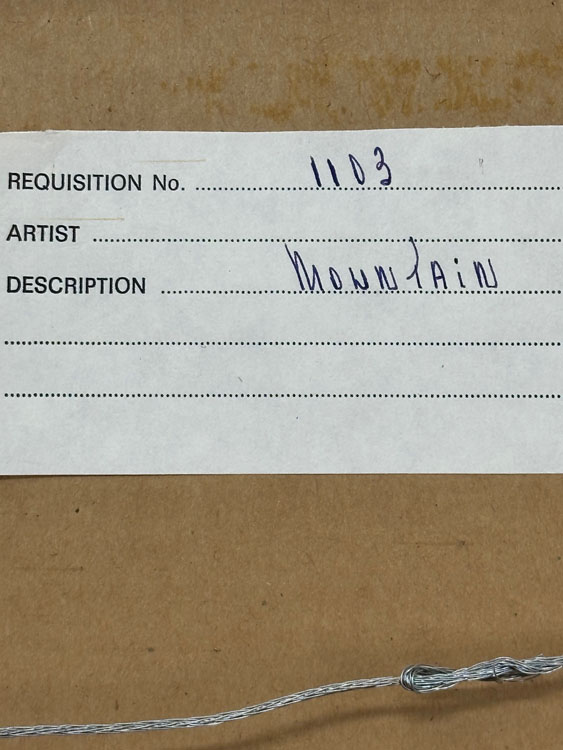 REQUISITION No. 1103
ARTIST
DESCRIPTION Mountain